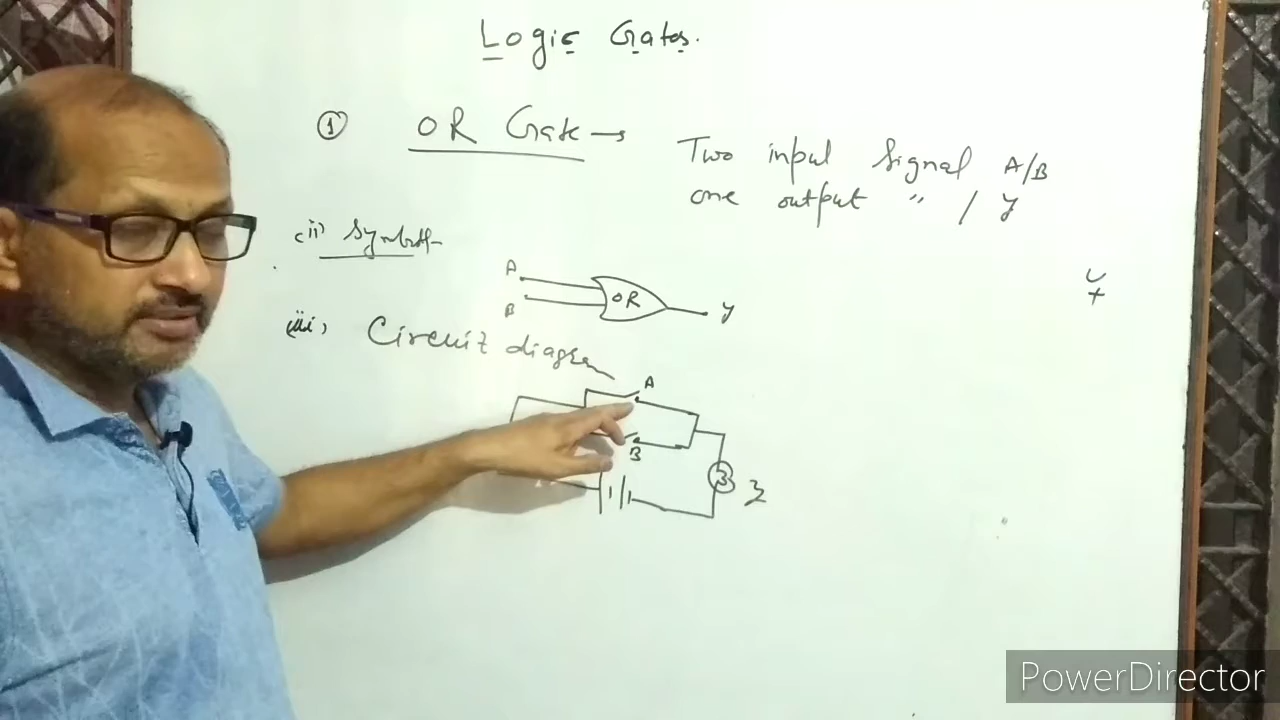 Logic Gates.
① OR Gate → Two input Signal A/B
one output " / y
(ii) Symbol
A
B
OR
y
(iii) Circuit diagram
A
B
PowerDirector